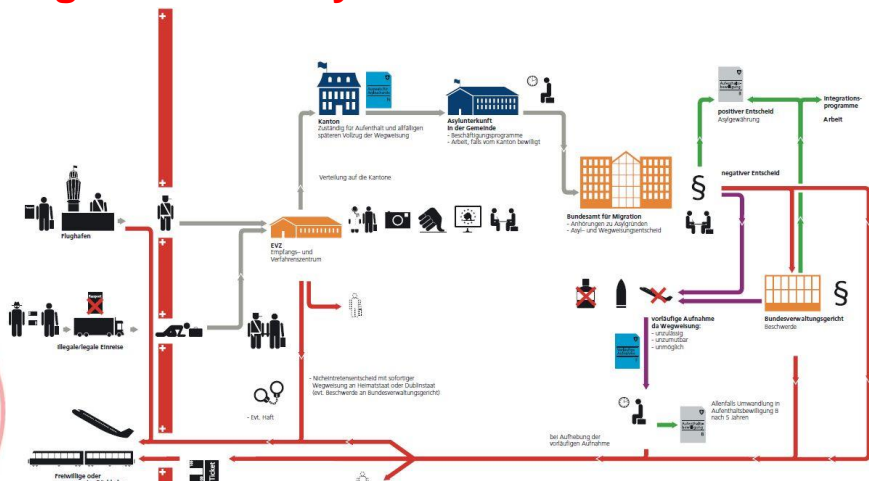 Kanton
Zuständig für Aufenthalt und allfälligen
späteren Vollzug der Wegweisung
Asylunterkunft
in der Gemeinde
- Beschäftigungsprogramme
- Arbeit, falls vom Kanton bewilligt
positiver Entscheid
Asylgewährung
Integrations-
programme
Arbeit
Verteilung auf die Kantone
negativer Entscheid
§
Bundesamt für Migration
- Anhörungen zu Asylgründen
- Asyl- und Wegweisungsentscheid
Flughafen
EVZ
Empfangs- und
Verfahrenszentrum
§
Bundesverwaltungsgericht
Beschwerde
vorläufige Aufnahme
da Wegweisung:
- unzulässig
- unzumutbar
- unmöglich
Illegale/legale Einreise
- Nichteintretensentscheid mit sofortiger
Wegweisung an Heimatstaat oder Dublinstaat
(evt. Beschwerde an Bundesverwaltungsgericht)
- Evt. Haft
Allenfalls Umwandlung in
Aufenthaltsbewilligung B
nach 5 Jahren
bei Aufhebung der
vorläufigen Aufnahme
Ticket
Freiwillige oder